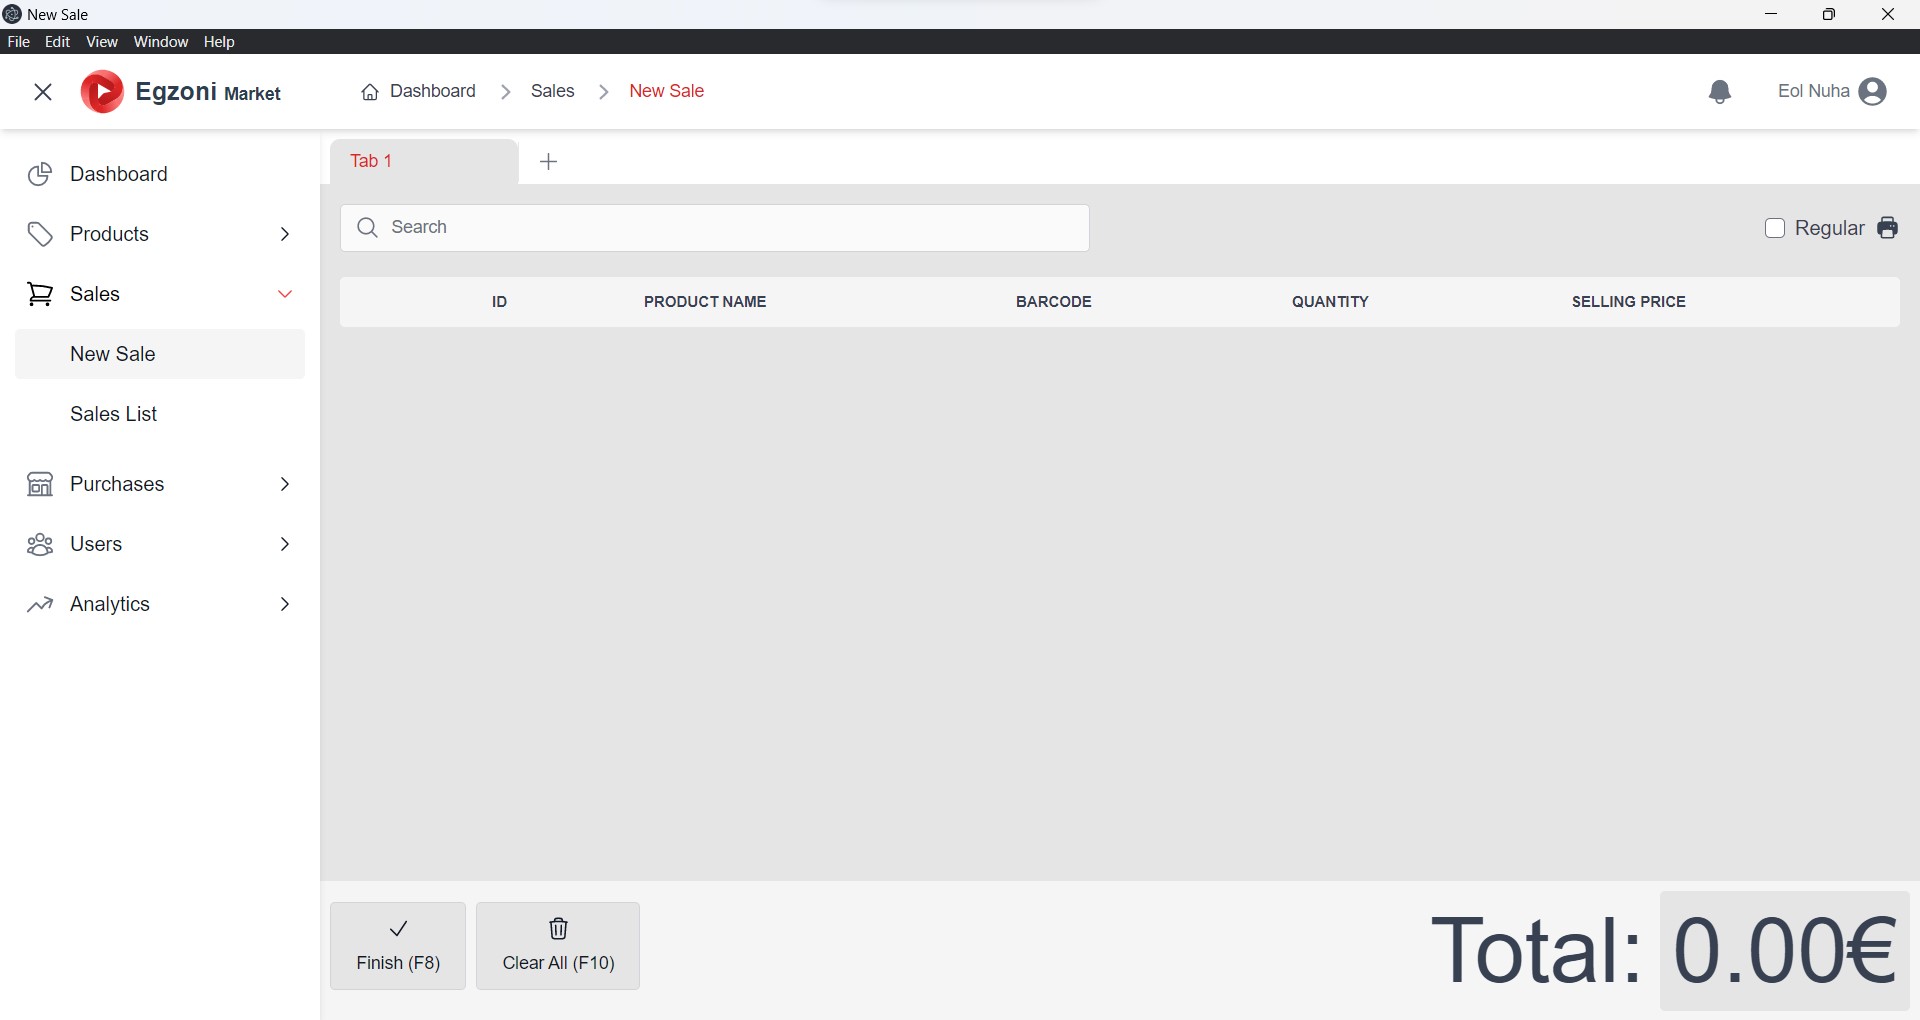 New Sale
File Edit View Window Help
Egzoni Market
Dashboard Sales New Sale
Eol Nuha
Dashboard
Products
Sales
New Sale
Sales List
Purchases
Users
Analytics
Tab 1
Search
Regular
ID PRODUCT NAME BARCODE QUANTITY SELLING PRICE
Finish (F8)
Clear All (F10)
Total: 0.00€